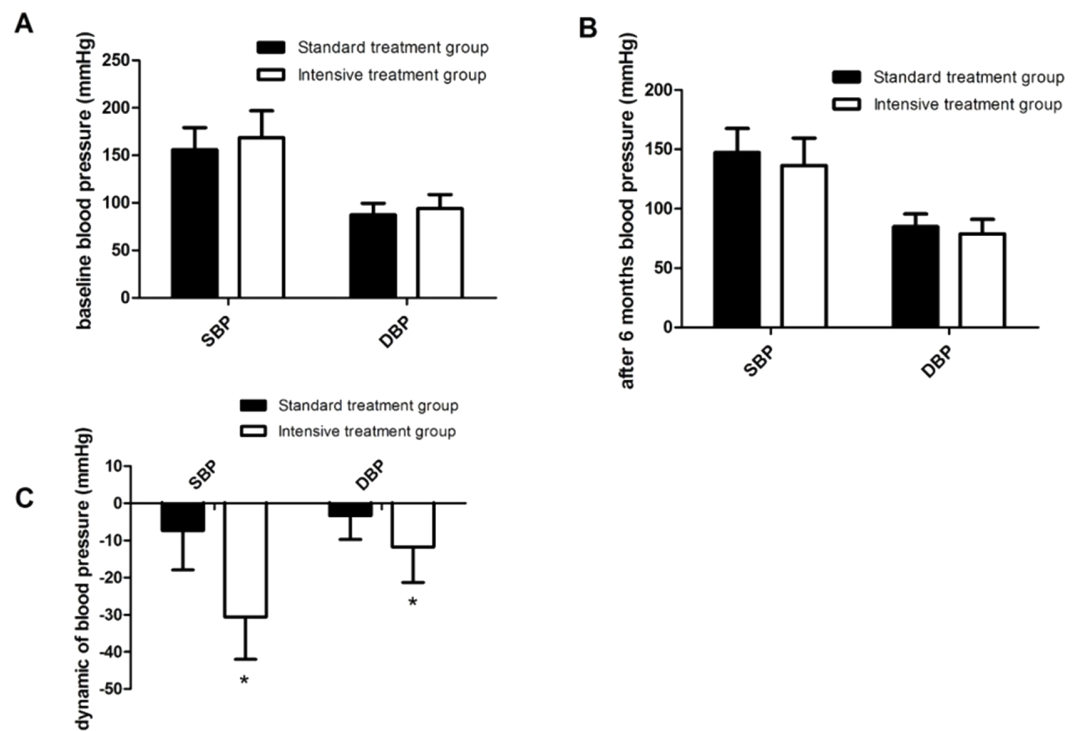 A
baseline blood pressure (mmHg)
Standard treatment group
Intensive treatment group
250
200
150
100
50
0
SBP
DBP
B
after 6 months blood pressure (mmHg)
Standard treatment group
Intensive treatment group
200
150
100
50
0
SBP
DBP
C
dynamic of blood pressure (mmHg)
Standard treatment group
Intensive treatment group
10
0
-10
-20
-30
-40
-50
SBP
DBP
*
*